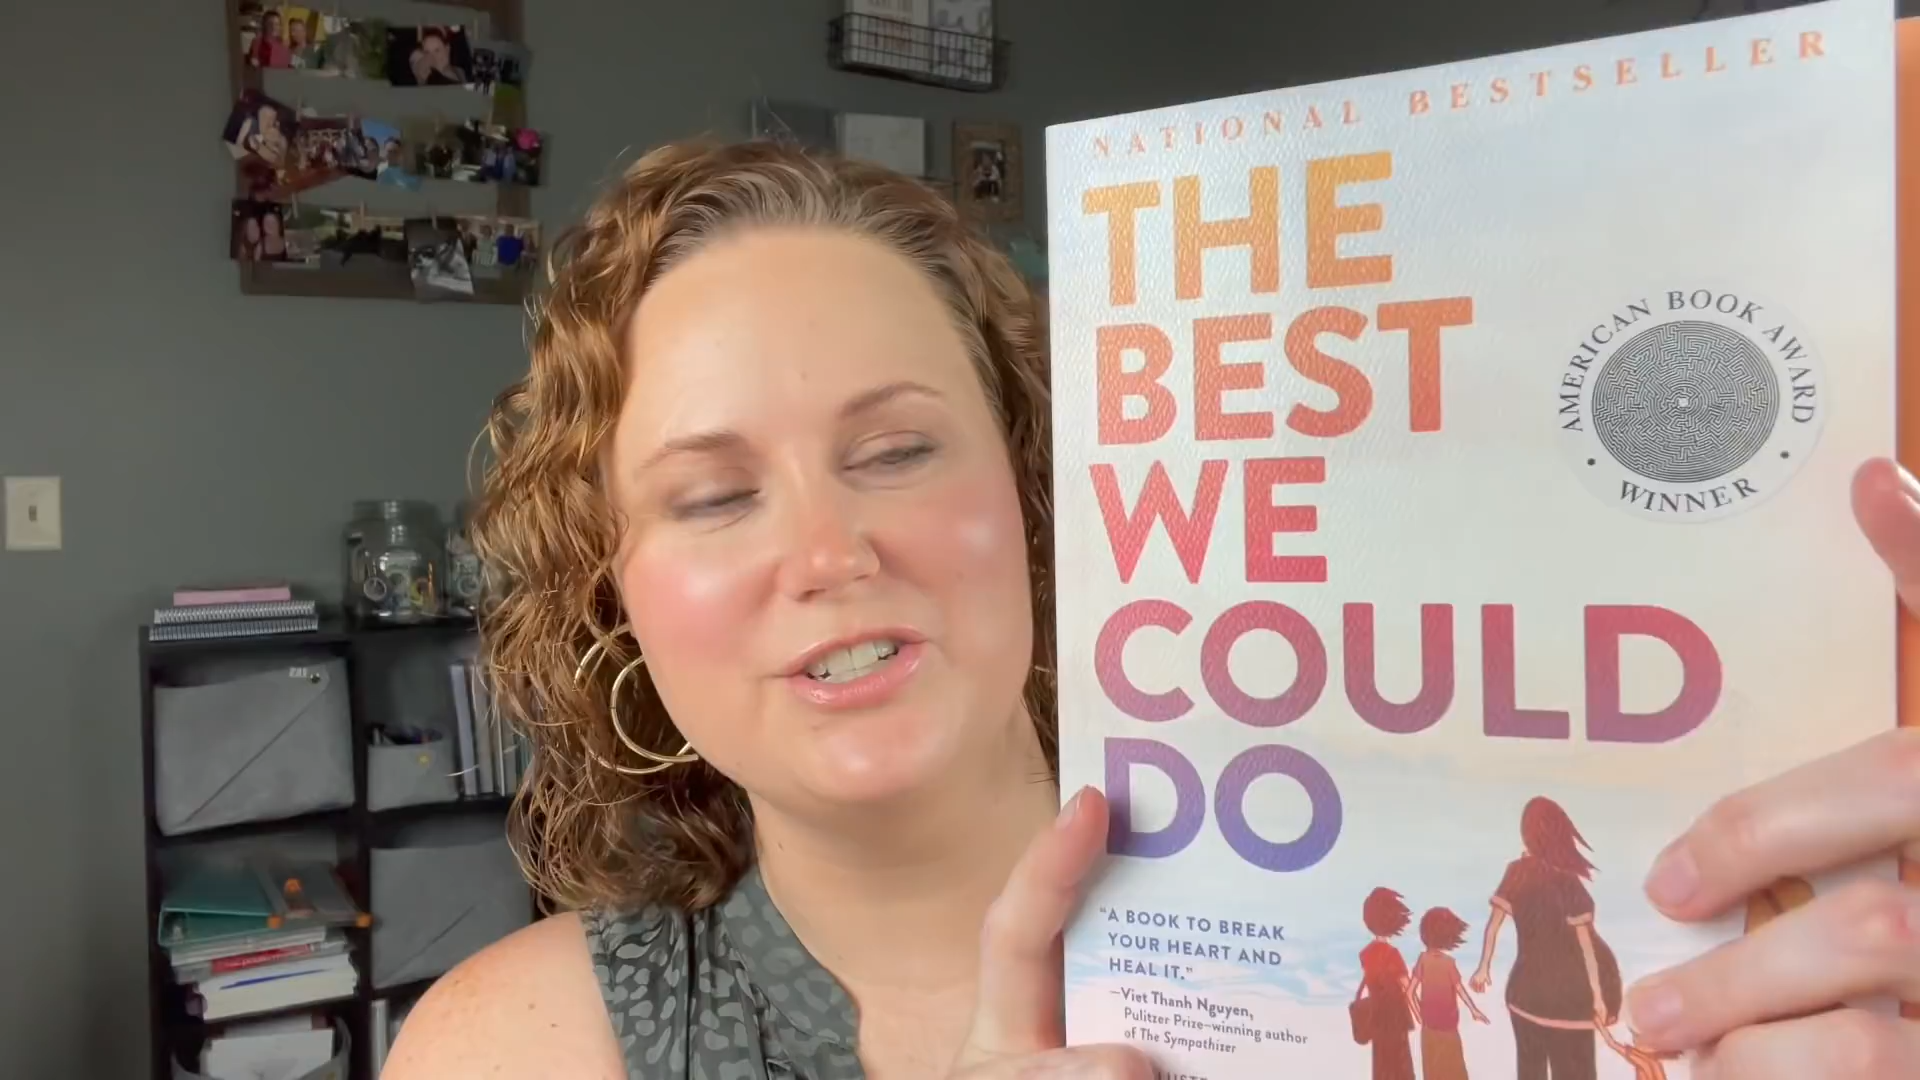 NATIONAL BESTSELLER
THE
BEST
WE
COULD
DO
AMERICAN BOOK AWARD
• WINNER •
“A BOOK TO BREAK
YOUR HEART AND
HEAL IT.”
—Viet Thanh Nguyen,
Pulitzer Prize–winning author
of The Sympathizer